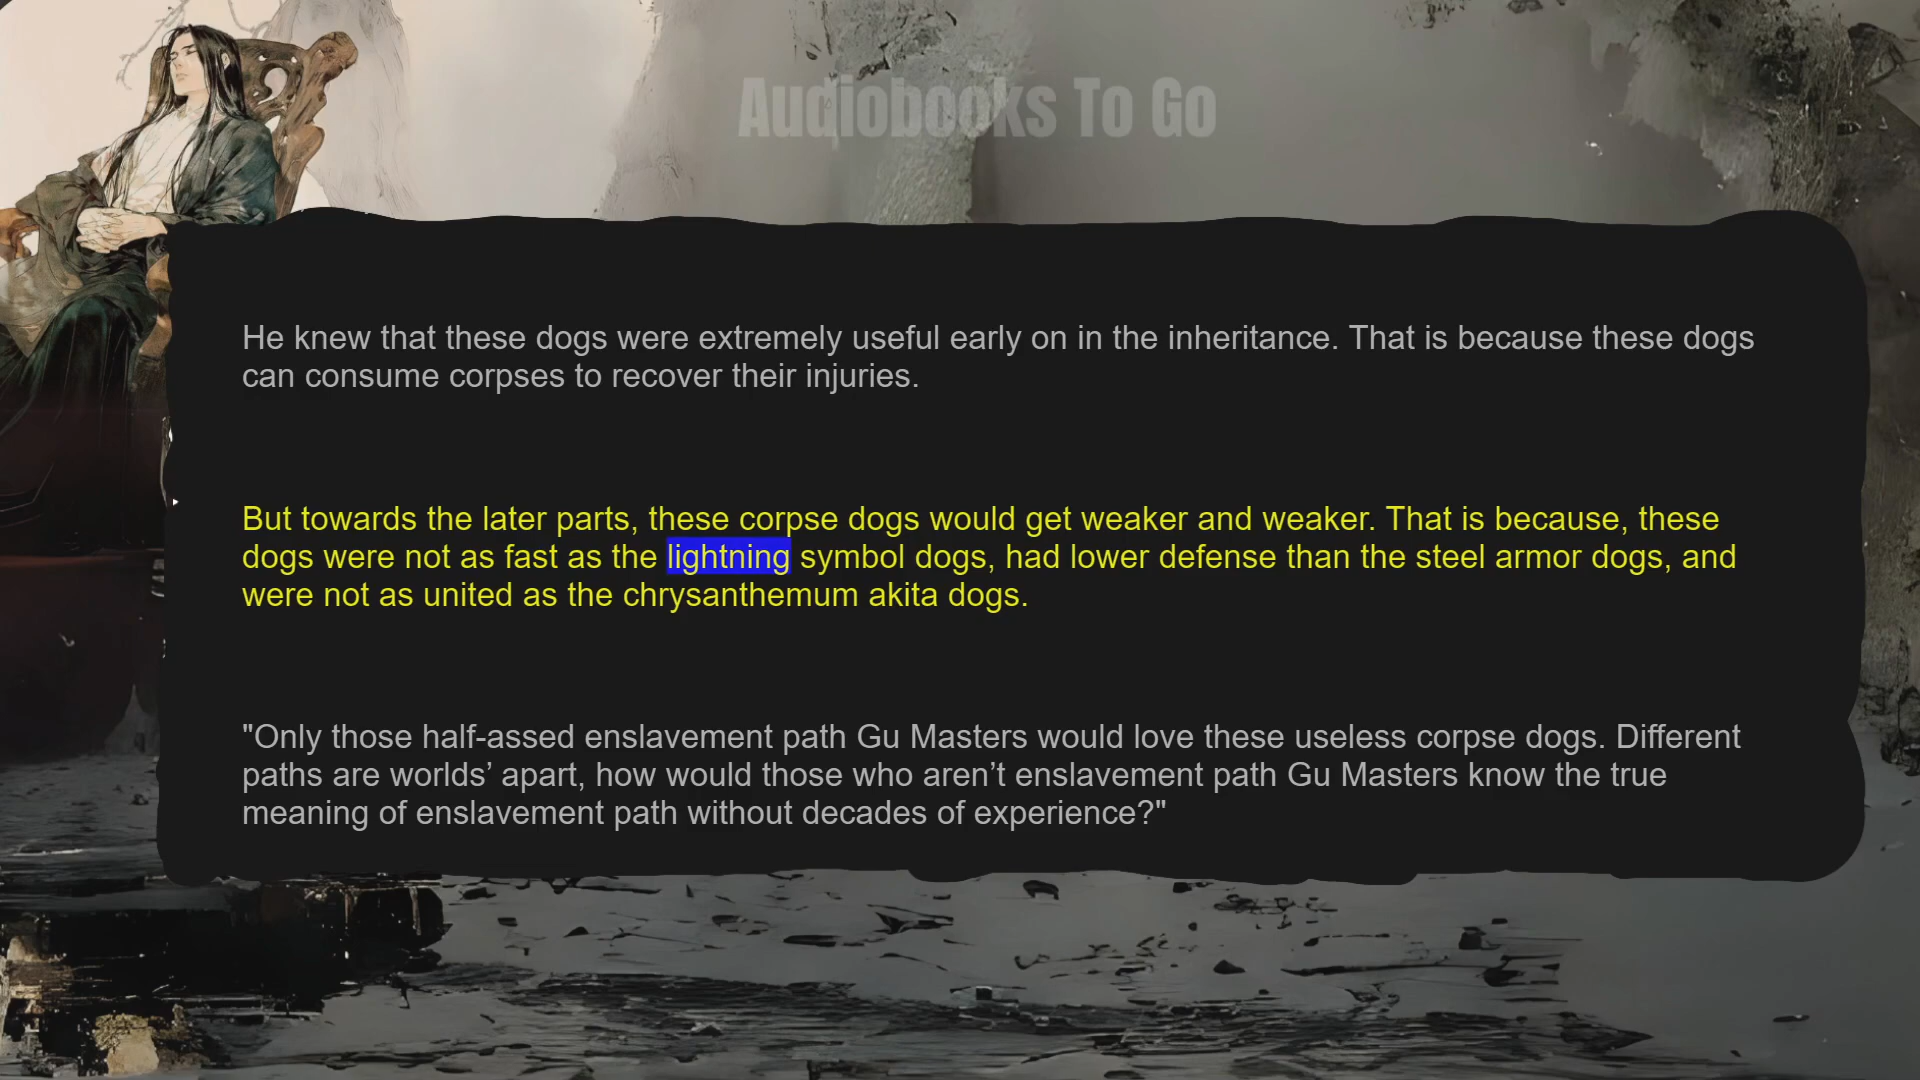 Audiobooks To Go
He knew that these dogs were extremely useful early on in the inheritance. That is because these dogs
can consume corpses to recover their injuries.
But towards the later parts, these corpse dogs would get weaker and weaker. That is because, these
dogs were not as fast as the lightning symbol dogs, had lower defense than the steel armor dogs, and
were not as united as the chrysanthemum akita dogs.
"Only those half-assed enslavement path Gu Masters would love these useless corpse dogs. Different
paths are worlds’ apart, how would those who aren’t enslavement path Gu Masters know the true
meaning of enslavement path without decades of experience?"